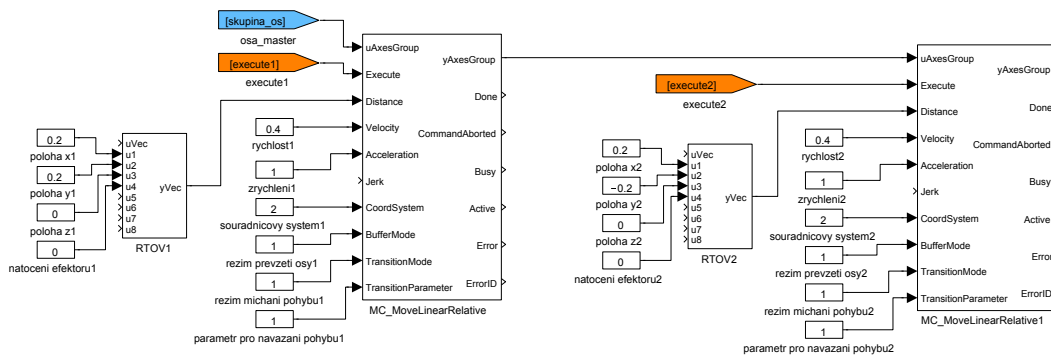 [skupina_os]
osa_master
[execute1]
execute1
0.2
poloha x1
0.2
poloha y1
0
poloha z1
0
natoceni efektoru1
uVec
u1
u2
u3
u4
u5
u6
u7
u8
yVec
RTOV1
0.4
rychlost1
1
zrychleni1
2
souradnicovy system1
1
rezim prevzeti osy1
1
rezim michani pohybu1
1
parametr pro navazani pohybu1
uAxesGroup
Execute
Distance
Velocity
Acceleration
Jerk
CoordSystem
BufferMode
TransitionMode
TransitionParameter
yAxesGroup
Done
CommandAborted
Busy
Active
Error
ErrorID
MC_MoveLinearRelative
[execute2]
execute2
0.2
poloha x2
−0.2
poloha y2
0
poloha z2
0
natoceni efektoru2
uVec
u1
u2
u3
u4
u5
u6
u7
u8
yVec
RTOV2
0.4
rychlost2
1
zrychleni2
2
souradnicovy system2
1
rezim prevzeti osy2
1
rezim michani pohybu2
1
parametr pro navazani pohybu2
uAxesGroup
Execute
Distance
Velocity
Acceleration
Jerk
CoordSystem
BufferMode
TransitionMode
TransitionParameter
yAxesGroup
Done
CommandAborted
Busy
Active
Error
ErrorID
MC_MoveLinearRelative1